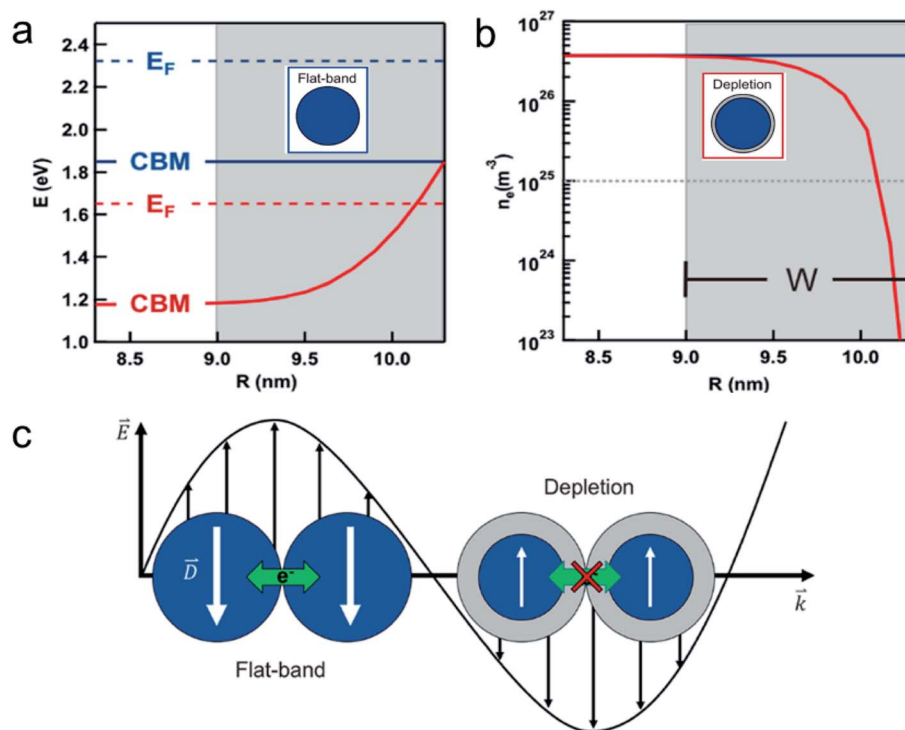 a
2.4
2.2
2.0
1.8
1.6
1.4
1.2
1.0
E (eV)
E_F
CBM
E_F
CBM
Flat-band
8.5 9.0 9.5 10.0
R (nm)
b
10^27
10^26
10^25
10^24
10^23
n_e(m^-3)
Depletion
W
8.5 9.0 9.5 10.0
R (nm)
c
E⃗
D⃗
e^-
Flat-band
Depletion
k⃗